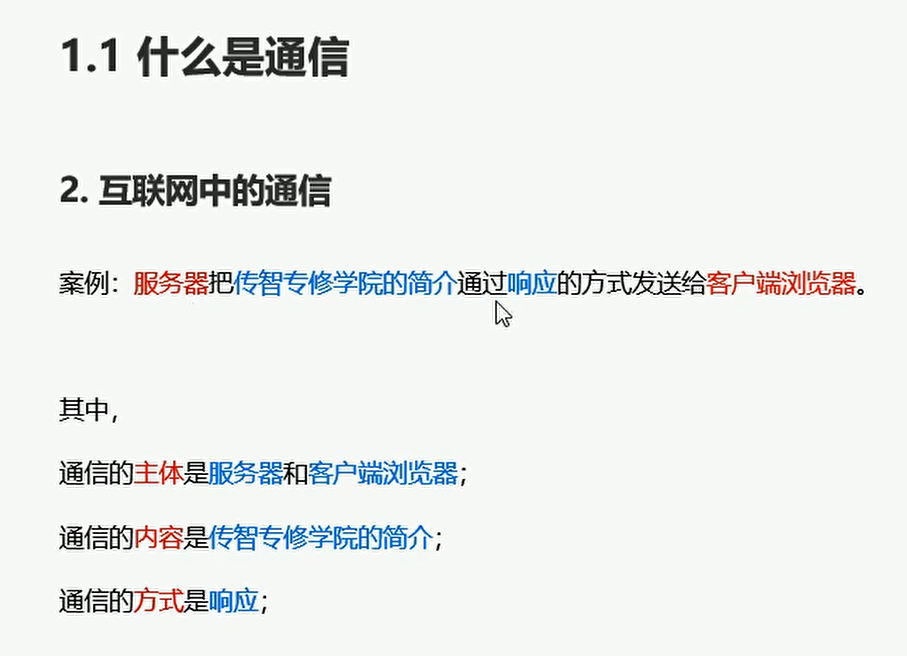 1.1 什么是通信
2. 互联网中的通信
案例：服务器把传智专修学院的简介通过响应的方式发送给客户端浏览器。
其中，
通信的主体是服务器和客户端浏览器；
通信的内容是传智专修学院的简介；
通信的方式是响应；